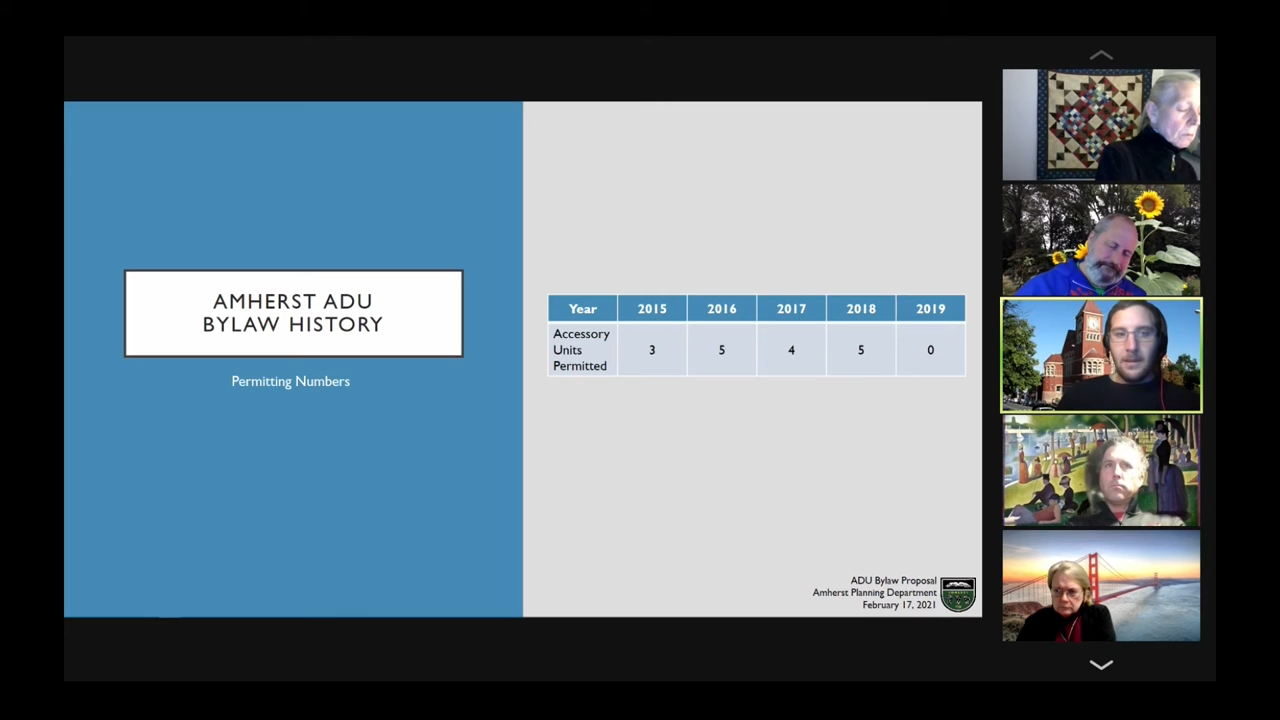 AMHERST ADU
BYLAW HISTORY
Permitting Numbers
Year 2015 2016 2017 2018 2019
Accessory
Units
Permitted
3 5 4 5 0
ADU Bylaw Proposal
Amherst Planning Department
February 17, 2021